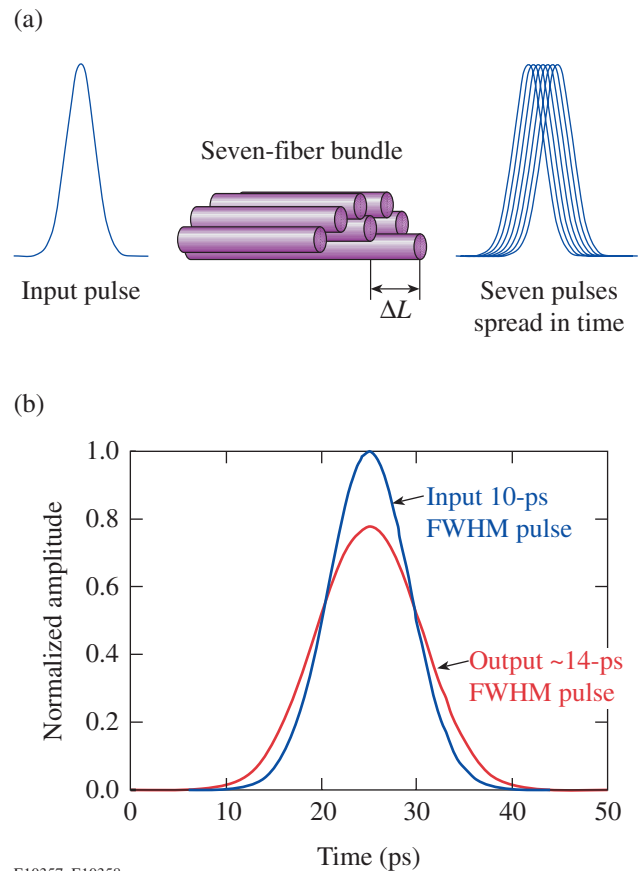 (a)
Seven-fiber bundle
Input pulse
ΔL
Seven pulses
spread in time
(b)
Normalized amplitude
1.0
0.8
0.6
0.4
0.2
0.0
Input 10-ps
FWHM pulse
Output ~14-ps
FWHM pulse
0 10 20 30 40 50
Time (ps)